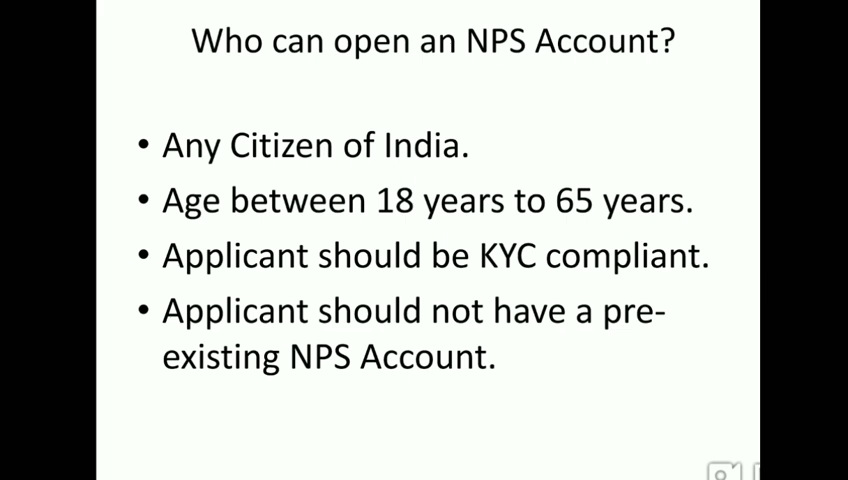 Who can open an NPS Account?
• Any Citizen of India.
• Age between 18 years to 65 years.
• Applicant should be KYC compliant.
• Applicant should not have a pre-
existing NPS Account.